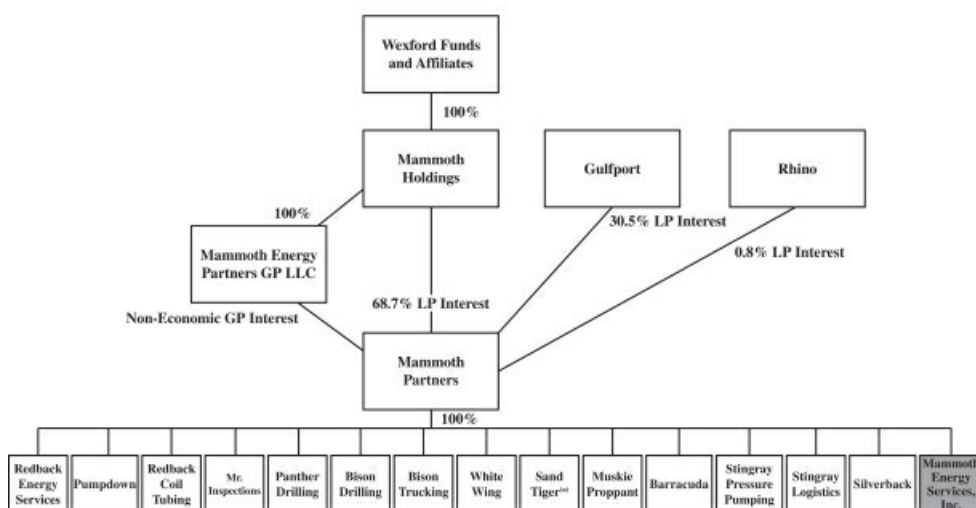 Wexford Funds
and Affiliates
100%
Mammoth
Holdings
Gulfport
Rhino
100%
30.5% LP Interest
Mammoth Energy
Partners GP LLC
0.8% LP Interest
68.7% LP Interest
Non-Economic GP Interest
Mammoth
Partners
100%
Redback
Energy
Services
Pumpdown
Redback
Coil
Tubing
Mr.
Inspections
Panther
Drilling
Bison
Drilling
Bison
Trucking
White
Wing
Sand
Tiger
Muskie
Proppant
Barracuda
Stingray
Pressure
Pumping
Stingray
Logistics
Silverback
Mammoth
Energy
Services,
Inc.